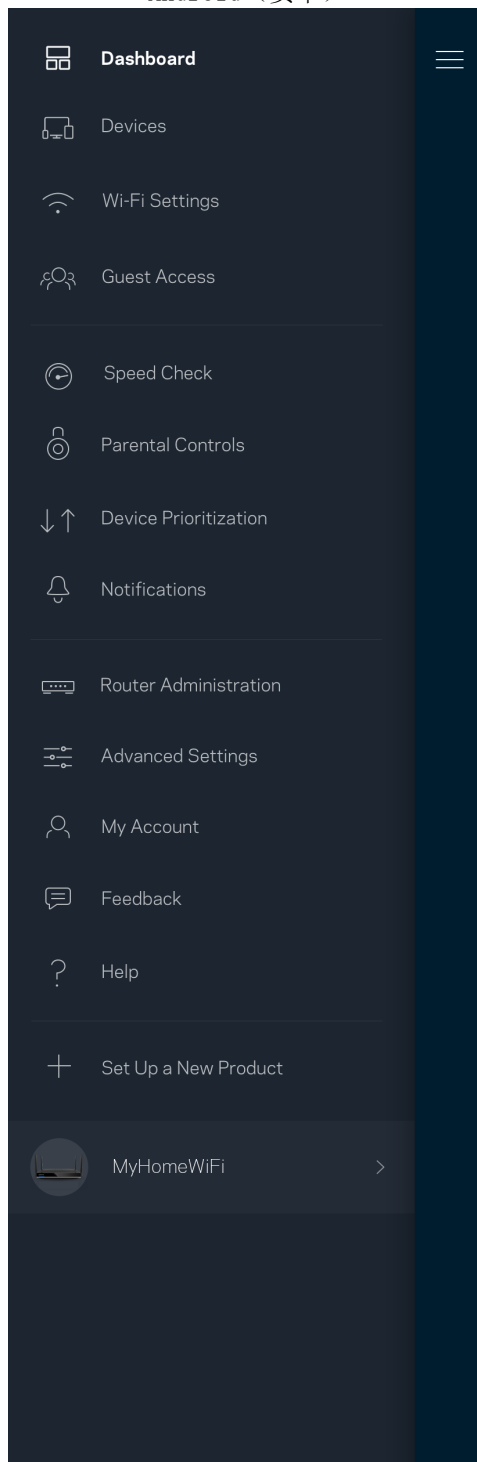 Dashboard
Devices
Wi-Fi Settings
Guest Access
Speed Check
Parental Controls
Device Prioritization
Notifications
Router Administration
Advanced Settings
My Account
Feedback
Help
Set Up a New Product
MyHomeWiFi